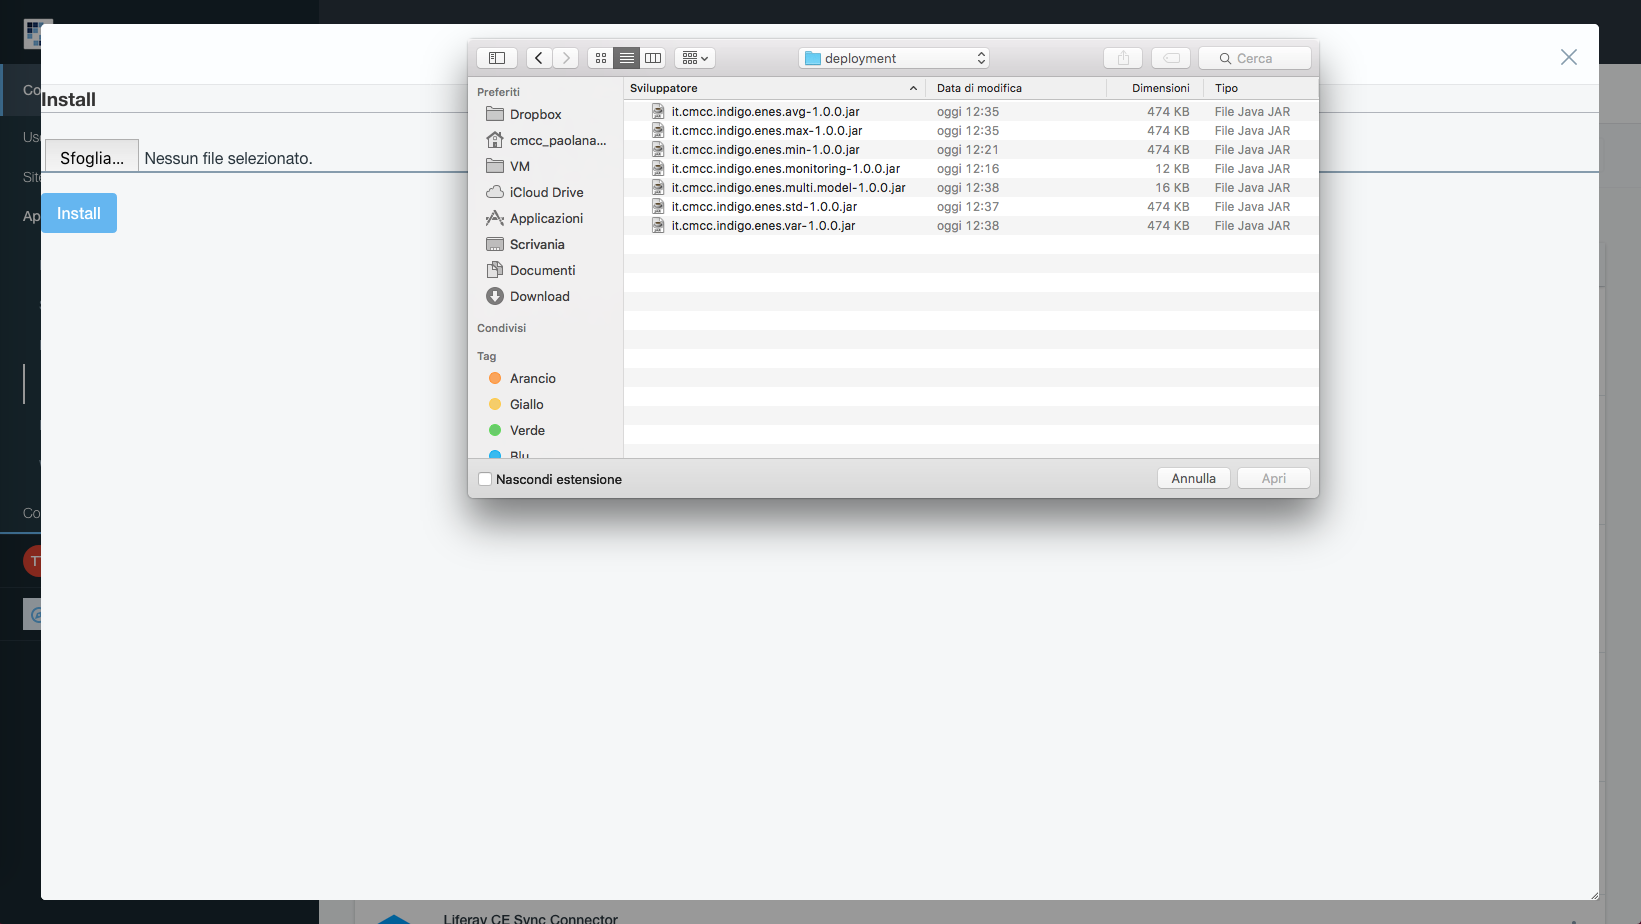 deployment
Cerca
Install
Sfoglia...
Nessun file selezionato.
Install
Preferiti
Dropbox
cmcc_paolana...
VM
iCloud Drive
Applicazioni
Scrivania
Documenti
Download
Condivisi
Tag
Arancio
Giallo
Verde
Blu
Sviluppatore Data di modifica Dimensioni Tipo
it.cmcc.indigo.enes.avg-1.0.0.jar oggi 12:35 474 KB File Java JAR
it.cmcc.indigo.enes.max-1.0.0.jar oggi 12:35 474 KB File Java JAR
it.cmcc.indigo.enes.min-1.0.0.jar oggi 12:21 474 KB File Java JAR
it.cmcc.indigo.enes.monitoring-1.0.0.jar oggi 12:16 12 KB File Java JAR
it.cmcc.indigo.enes.multi.model-1.0.0.jar oggi 12:38 16 KB File Java JAR
it.cmcc.indigo.enes.std-1.0.0.jar oggi 12:37 474 KB File Java JAR
it.cmcc.indigo.enes.var-1.0.0.jar oggi 12:38 474 KB File Java JAR
Nascondi estensione
Annulla Apri
Liferay CE Sync Connector